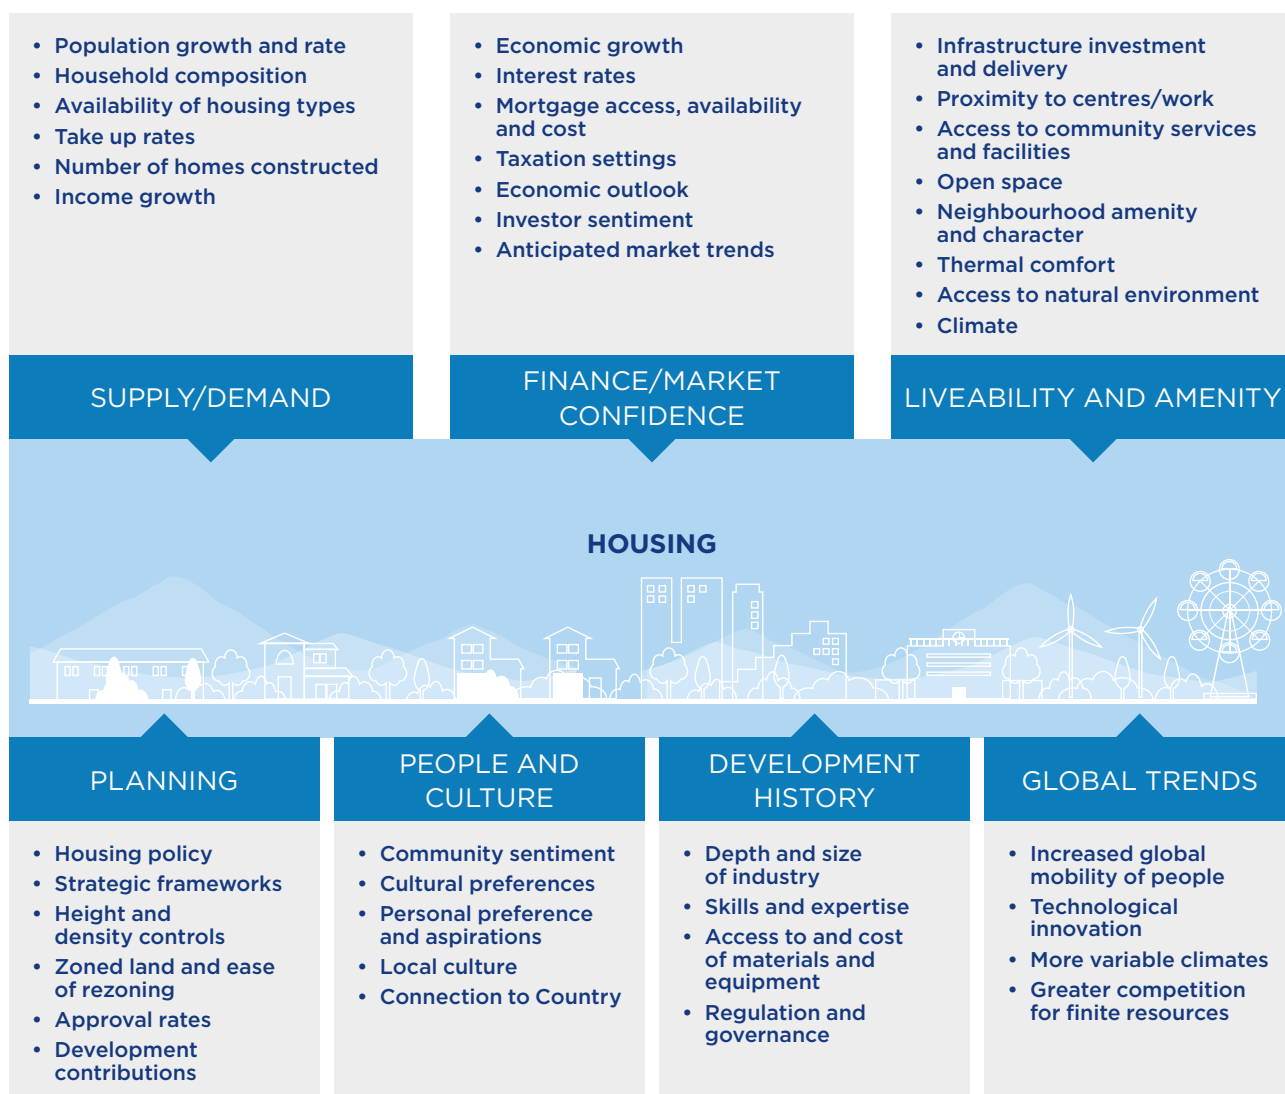 • Population growth and rate
• Household composition
• Availability of housing types
• Take up rates
• Number of homes constructed
• Income growth
SUPPLY/DEMAND
• Economic growth
• Interest rates
• Mortgage access, availability
and cost
• Taxation settings
• Economic outlook
• Investor sentiment
• Anticipated market trends
FINANCE/MARKET
CONFIDENCE
• Infrastructure investment
and delivery
• Proximity to centres/work
• Access to community services
and facilities
• Open space
• Neighbourhood amenity
and character
• Thermal comfort
• Access to natural environment
• Climate
LIVEABILITY AND AMENITY
HOUSING
PLANNING
• Housing policy
• Strategic frameworks
• Height and
density controls
• Zoned land and ease
of rezoning
• Approval rates
• Development
contributions
PEOPLE AND
CULTURE
• Community sentiment
• Cultural preferences
• Personal preference
and aspirations
• Local culture
• Connection to Country
DEVELOPMENT
HISTORY
• Depth and size
of industry
• Skills and expertise
• Access to and cost
of materials and
equipment
• Regulation and
governance
GLOBAL TRENDS
• Increased global
mobility of people
• Technological
innovation
• More variable climates
• Greater competition
for finite resources